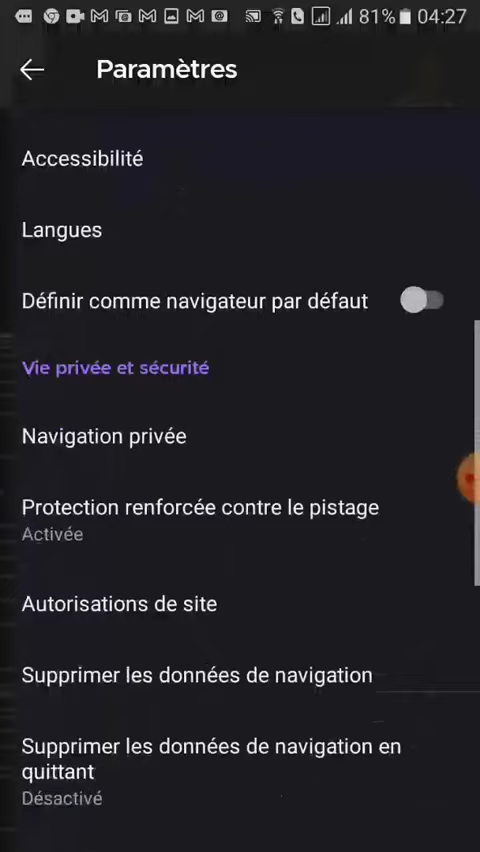 81% 04:27
Paramètres
Accessibilité
Langues
Définir comme navigateur par défaut
Vie privée et sécurité
Navigation privée
Protection renforcée contre le pistage
Activée
Autorisations de site
Supprimer les données de navigation
Supprimer les données de navigation en
quittant
Désactivé